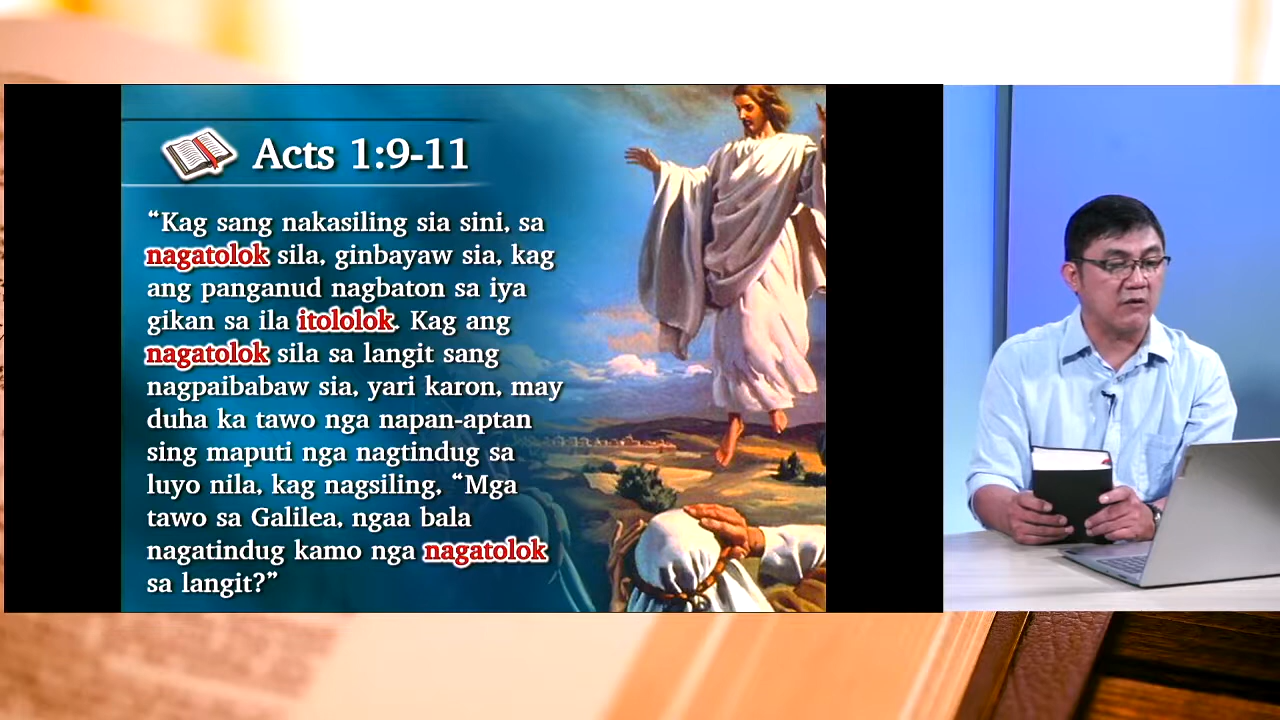 Acts 1:9-11
“Kag sang nakasiling sia sini, sa
nagatolok sila, ginbayaw sia, kag
ang panganud nagbaton sa iya
gikan sa ila itololok. Kag ang
nagatolok sila sa langit sang
nagpaibabaw sia, yari karon, may
duha ka tawo nga napan-aptan
sing maputi nga nagtindug sa
luyo nila, kag nagsiling, “Mga
tawo sa Galilea, ngaa bala
nagatindug kamo nga nagatolok
sa langit?”